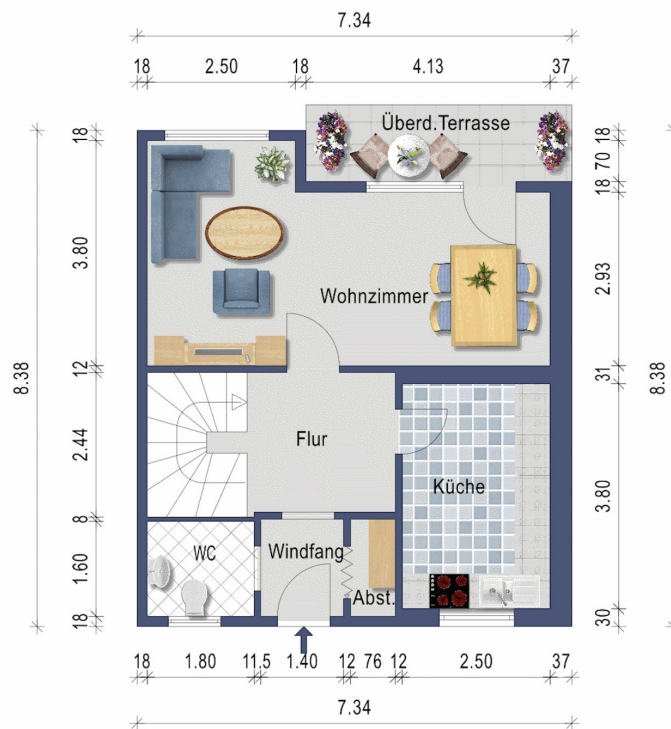 7.34
18 2.50 18 4.13 37
Überd.Terrasse
18
3.80
12
2.44
8
1.60
18
8.38
18
70
18
2.93
31
3.80
30
8.38
Wohnzimmer
Flur
Küche
WC
Windfang
Abst.
18 1.80 11.5 1.40 12 76 12 2.50 37
7.34